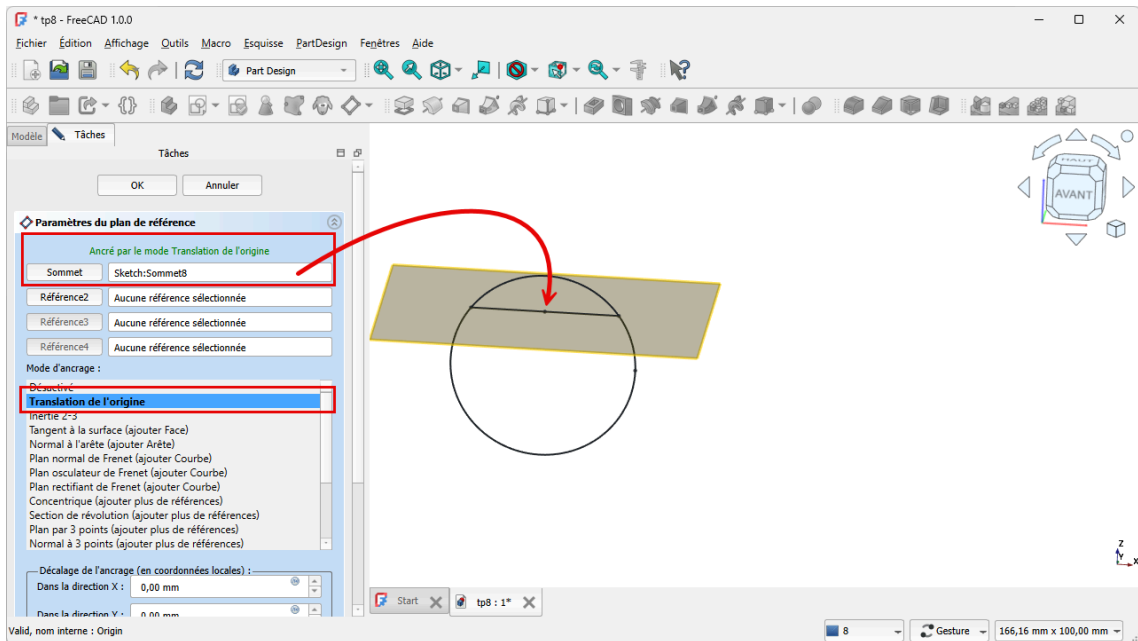 * tp8 - FreeCAD 1.0.0
Fichier Édition Affichage Outils Macro Esquisse PartDesign Fenêtres Aide
Part Design
Modèle Tâches
Tâches
OK Annuler
Paramètres du plan de référence
Ancré par le mode Translation de l'origine
Sommet Sketch:Sommet8
Référence2 Aucune référence sélectionnée
Référence3 Aucune référence sélectionnée
Référence4 Aucune référence sélectionnée
Mode d'ancrage :
Désactivé
Translation de l'origine
Inertie 2-3
Tangent à la surface (ajouter Face)
Normal à l'arête (ajouter Arête)
Plan normal de Frenet (ajouter Courbe)
Plan osculateur de Frenet (ajouter Courbe)
Plan rectifiant de Frenet (ajouter Courbe)
Concentrique (ajouter plus de références)
Section de révolution (ajouter plus de références)
Plan par 3 points (ajouter plus de références)
Normal à 3 points (ajouter plus de références)
Décalage de l'ancrage (en coordonnées locales) :
Dans la direction X : 0,00 mm
Dans la direction Y : 0,00 mm
HAUT
AVANT
Z
Y
X
Start tp8 : 1*
Valid, nom interne : Origin
8 Gesture 166,16 mm x 100,00 mm